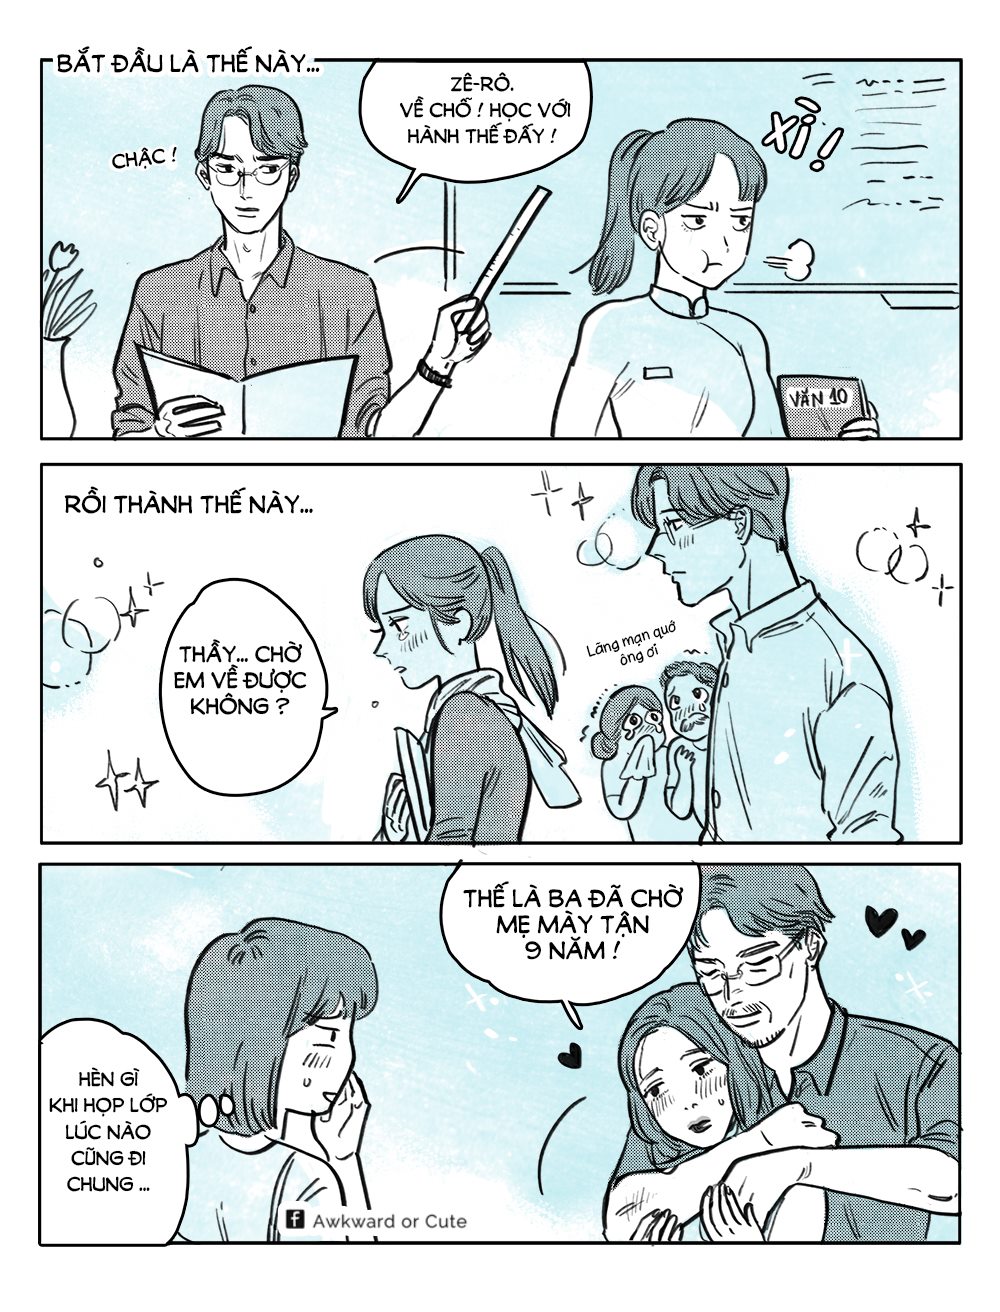 BẮT ĐẦU LÀ THẾ NÀY...
CHẬC !
ZÊ-RÔ.
VỀ CHỐ ! HỌC VỚI
HÀNH THẾ ĐẤY !
XÌ !
VĂN 10
RỒI THÀNH THẾ NÀY...
THẦY... CHỜ
EM VỀ ĐƯỢC
KHÔNG ?
Lãng mạn quớ
ông ơi
THẾ LÀ BA ĐÃ CHỜ
MẸ MÀY TẬN
9 NĂM !
HÈN GÌ
KHI HỌP LỚP
LÚC NÀO
CŨNG ĐI
CHUNG ...
f Awkward or Cute